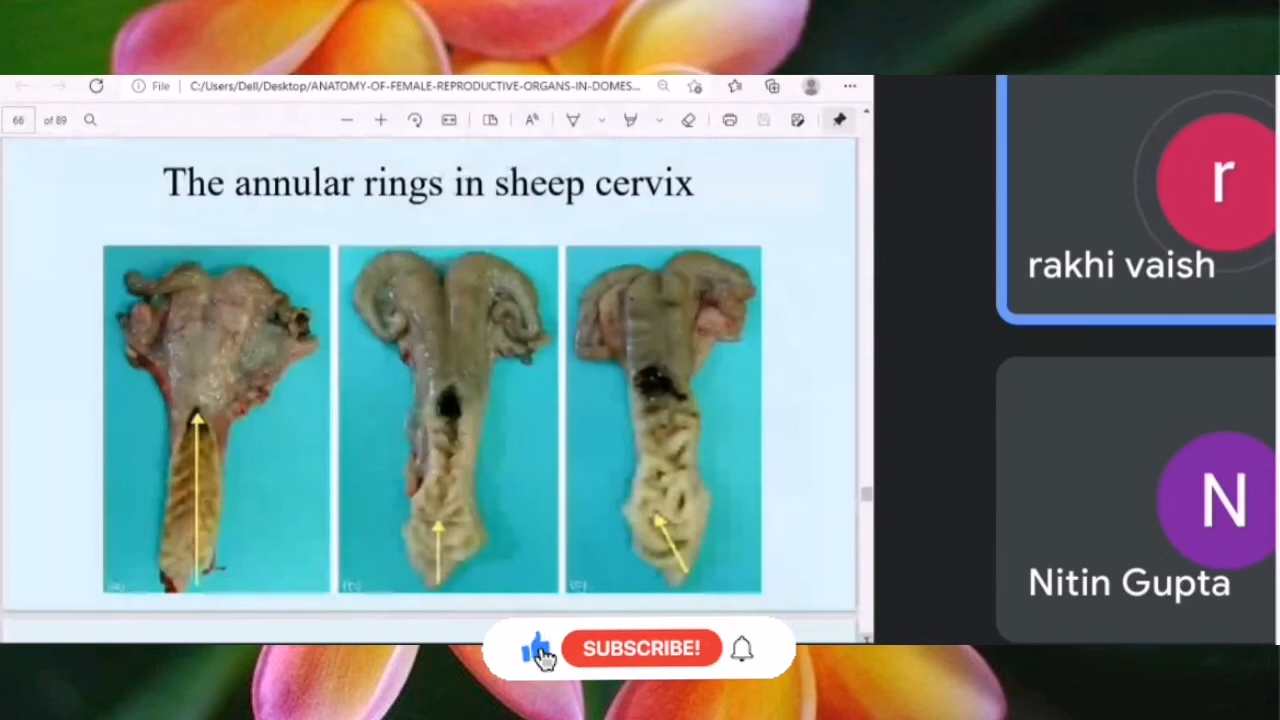 File C:/Users/Dell/Desktop/ANATOMY-OF-FEMALE-REPRODUCTIVE-ORGANS-IN-DOMES...
66 of 89
The annular rings in sheep cervix
r
rakhi vaish
N
Nitin Gupta
SUBSCRIBE!